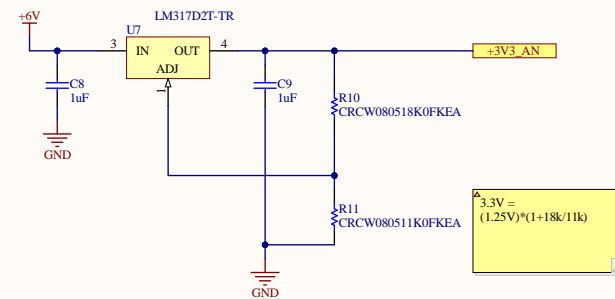 +6V
LM317D2T-TR
U7
3
IN
OUT
4
ADJ
1
+3V3_AN
C8
1uF
GND
C9
1uF
R10
CRCW080518K0FKEA
R11
CRCW080511K0FKEA
GND
3.3V =
(1.25V)*(1+18k/11k)